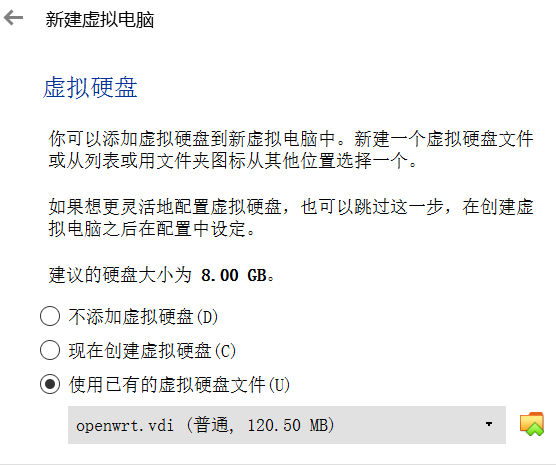 新建虚拟电脑
虚拟硬盘
你可以添加虚拟硬盘到新虚拟电脑中。新建一个虚拟硬盘文件
或从列表或用文件夹图标从其他位置选择一个。
如果想更灵活地配置虚拟硬盘，也可以跳过这一步，在创建虚
拟电脑之后在配置中设定。
建议的硬盘大小为 8.00 GB。
不添加虚拟硬盘(D)
现在创建虚拟硬盘(C)
使用已有的虚拟硬盘文件(U)
openwrt.vdi (普通, 120.50 MB)